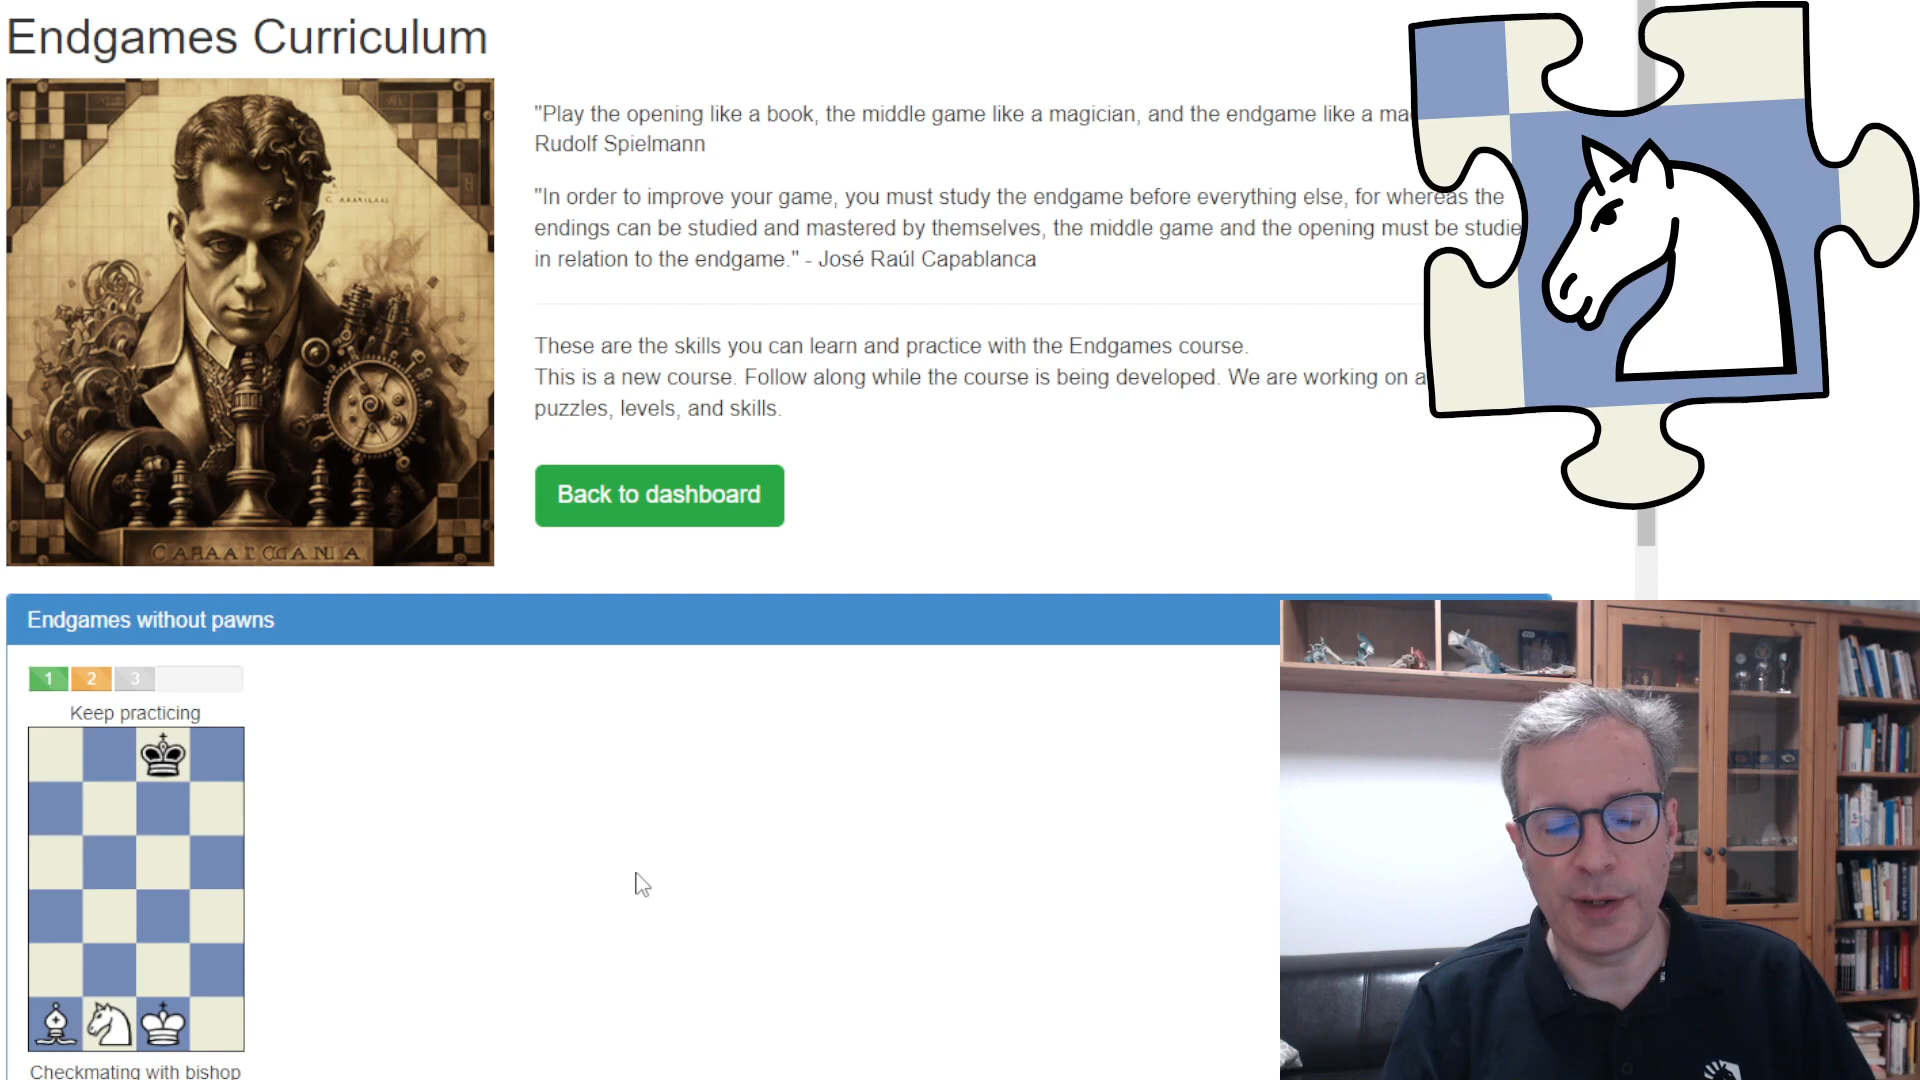 Endgames Curriculum
"Play the opening like a book, the middle game like a magician, and the endgame like a
Rudolf Spielmann
"In order to improve your game, you must study the endgame before everything else, for whereas the
endings can be studied and mastered by themselves, the middle game and the opening must be
in relation to the endgame." - José Raúl Capablanca
These are the skills you can learn and practice with the Endgames course.
This is a new course. Follow along while the course is being developed. We are working on
puzzles, levels, and skills.
Back to dashboard
Endgames without pawns
1 2 3
Keep practicing
Checkmating with bishop